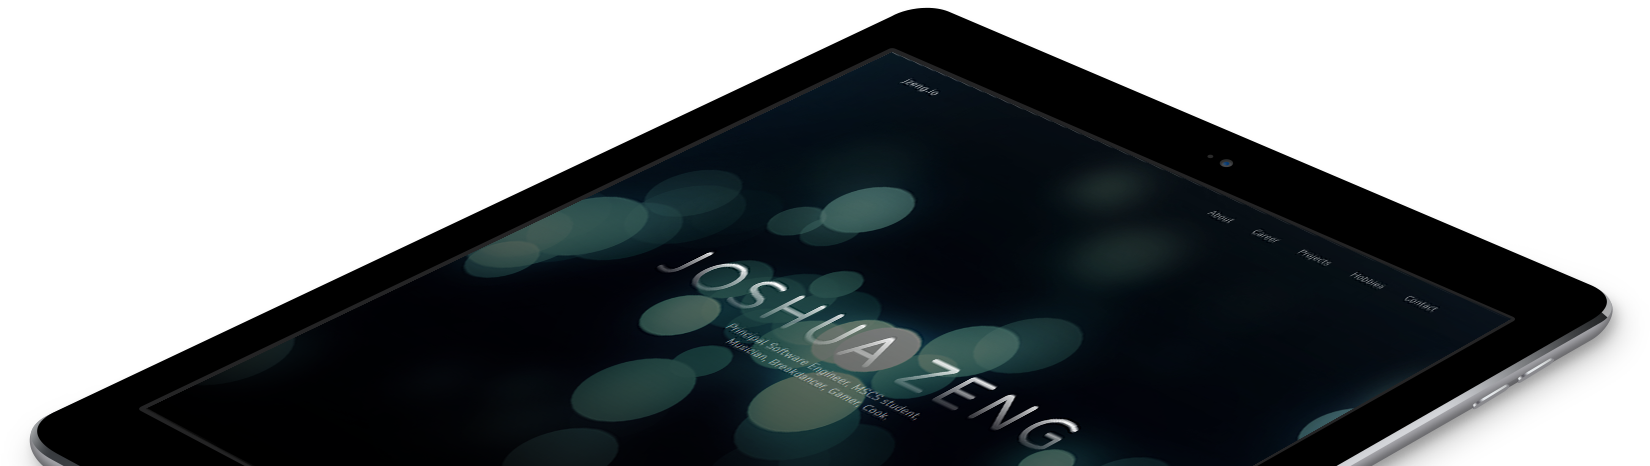 jzeng.io
About Career Projects Hobbies Contact
JOSHUA ZENG
Principal Software Engineer, MSCS student,
Musician, Breakdancer, Gamer, Cook.